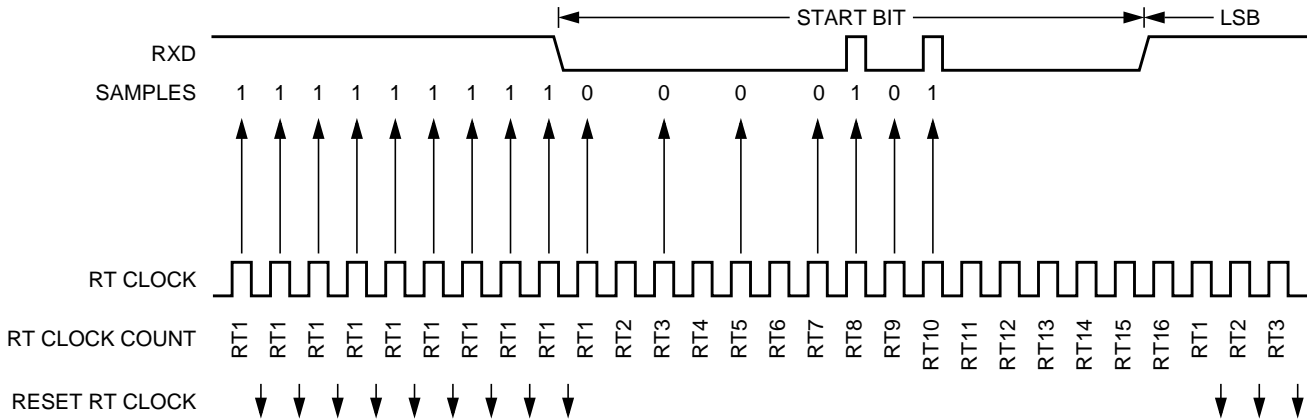 START BIT LSB
RXD
SAMPLES 1 1 1 1 1 1 1 1 1 0 0 0 0 1 0 1
RT CLOCK
RT CLOCK COUNT RT1 RT1 RT1 RT1 RT1 RT1 RT1 RT1 RT1 RT1 RT2 RT3 RT4 RT5 RT6 RT7 RT8 RT9 RT10 RT11 RT12 RT13 RT14 RT15 RT16 RT1 RT2 RT3
RESET RT CLOCK